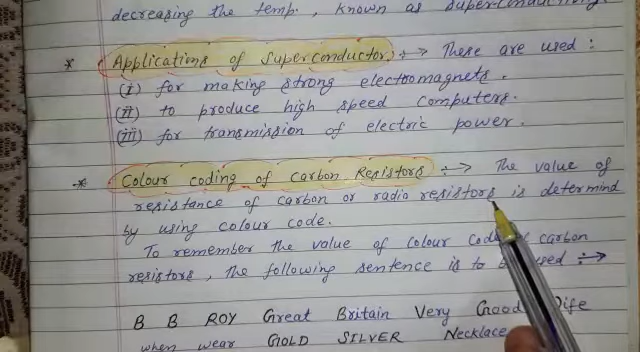 decreasing the temp., known as superconductivity.
* Applications of Superconductor :-> These are used :
(i) for making strong electromagnets.
(ii) to produce high speed computers.
(iii) for transmission of electric power.
* Colour coding of Carbon Resistors :-> The value of
resistance of carbon or radio resistors is determind
by using colour code.
To remember the value of colour code carbon
resistors, the following sentence is to be used :->
B B ROY Great Britain Very Good
when wear GOLD SILVER Necklace